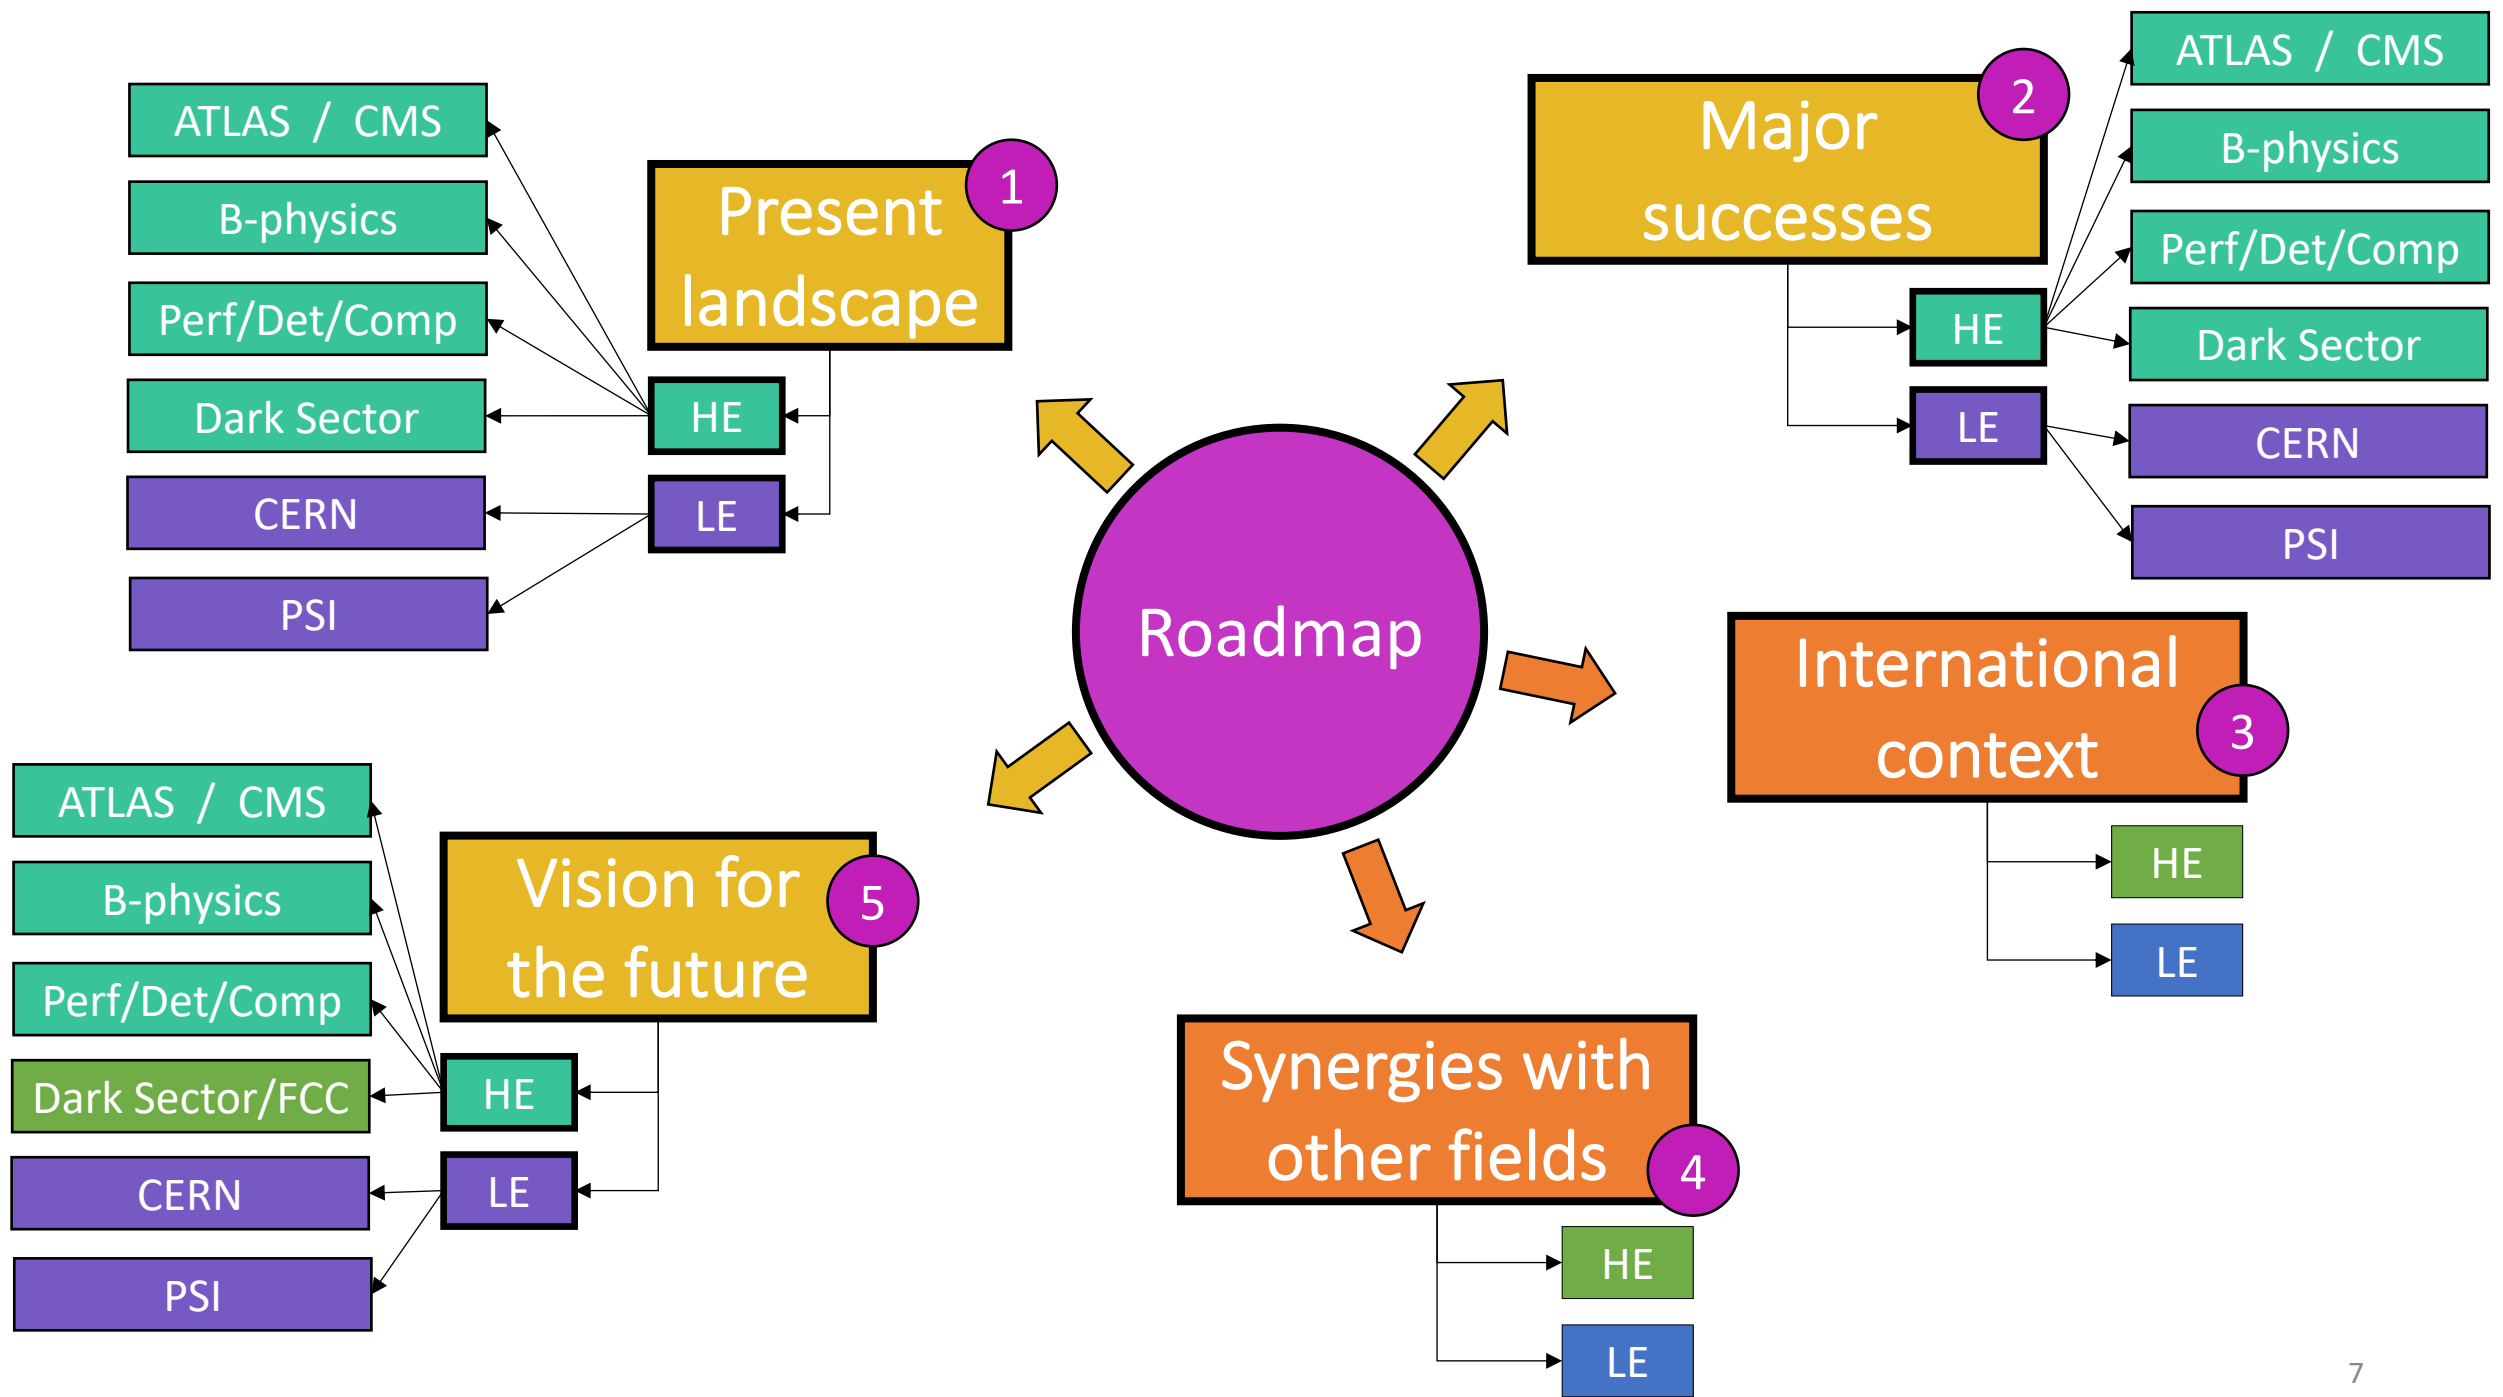 Roadmap
1
Present
landscape
HE
LE
ATLAS / CMS
B-physics
Perf/Det/Comp
Dark Sector
CERN
PSI
2
Major
successes
HE
LE
ATLAS / CMS
B-physics
Perf/Det/Comp
Dark Sector
CERN
PSI
3
International
context
HE
LE
4
Synergies with
other fields
HE
LE
5
Vision for
the future
HE
LE
ATLAS / CMS
B-physics
Perf/Det/Comp
Dark Sector/FCC
CERN
PSI
7